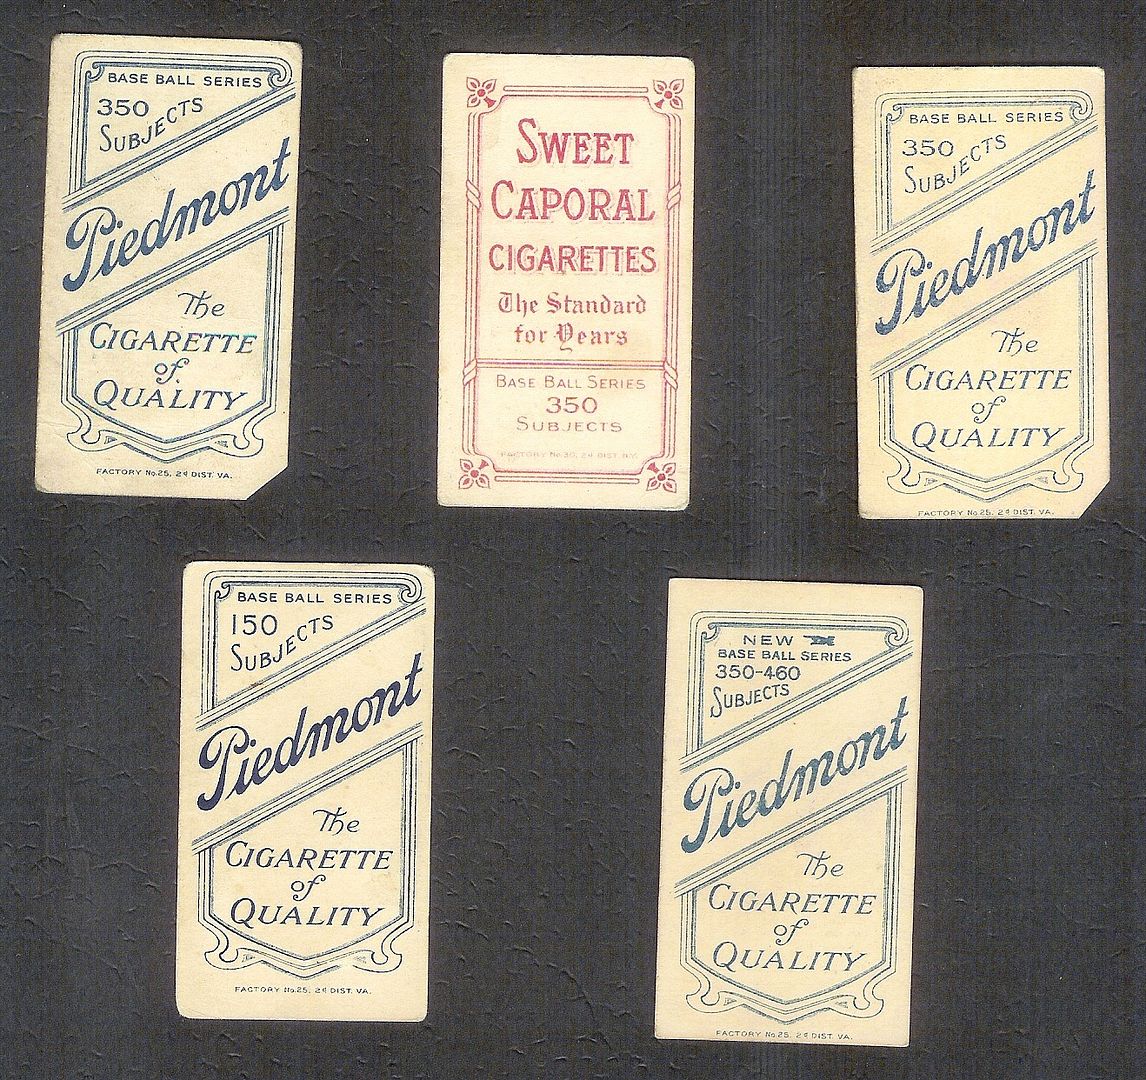 BASE BALL SERIES
350
SUBJECTS
Piedmont
The
CIGARETTE
of
QUALITY
FACTORY No. 25, 2d DIST. VA.
SWEET
CAPORAL
CIGARETTES
The Standard
for Years
BASE BALL SERIES
350
SUBJECTS
FACTORY No. 30, 2d DIST. N.Y.
BASE BALL SERIES
350
SUBJECTS
Piedmont
The
CIGARETTE
of
QUALITY
FACTORY No. 25, 2d DIST. VA.
BASE BALL SERIES
150
SUBJECTS
Piedmont
The
CIGARETTE
of
QUALITY
FACTORY No. 25, 2d DIST. VA.
NEW
BASE BALL SERIES
350-460
SUBJECTS
Piedmont
The
CIGARETTE
of
QUALITY
FACTORY No. 25, 2d DIST. VA.